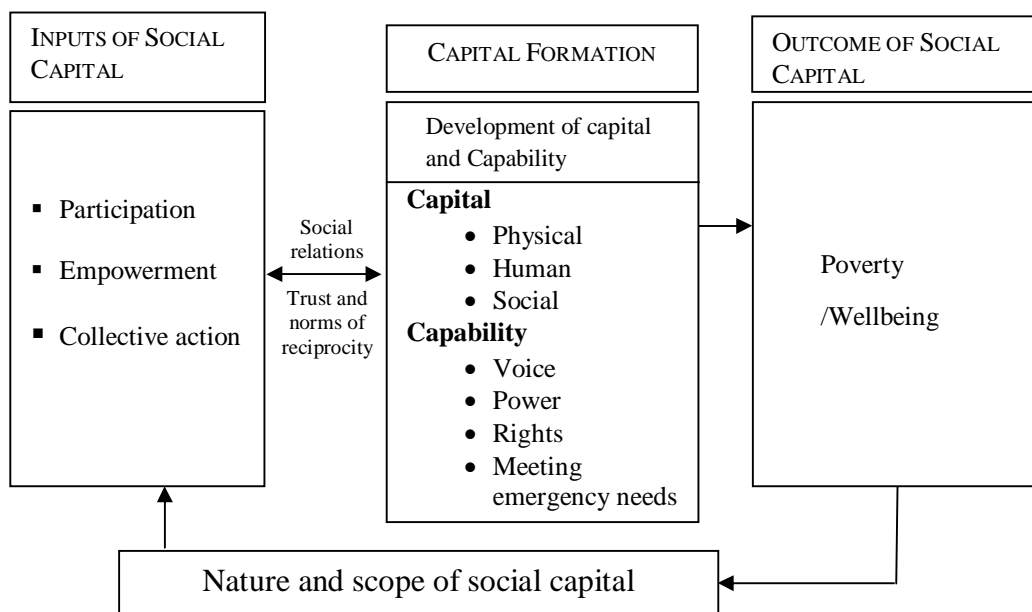 INPUTS OF SOCIAL
CAPITAL
CAPITAL FORMATION
OUTCOME OF SOCIAL
CAPITAL
▪ Participation
▪ Empowerment
▪ Collective action
Social
relations
Trust and
norms of
reciprocity
Development of capital
and Capability
Capital
• Physical
• Human
• Social
Capability
• Voice
• Power
• Rights
• Meeting
emergency needs
Poverty
/Wellbeing
Nature and scope of social capital